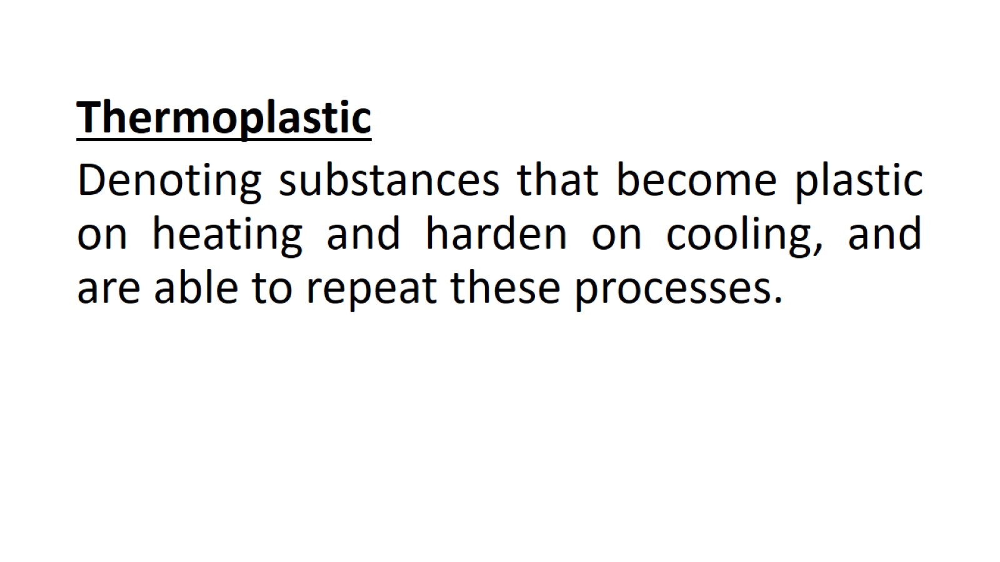 Thermoplastic
Denoting substances that become plastic
on heating and harden on cooling, and
are able to repeat these processes.